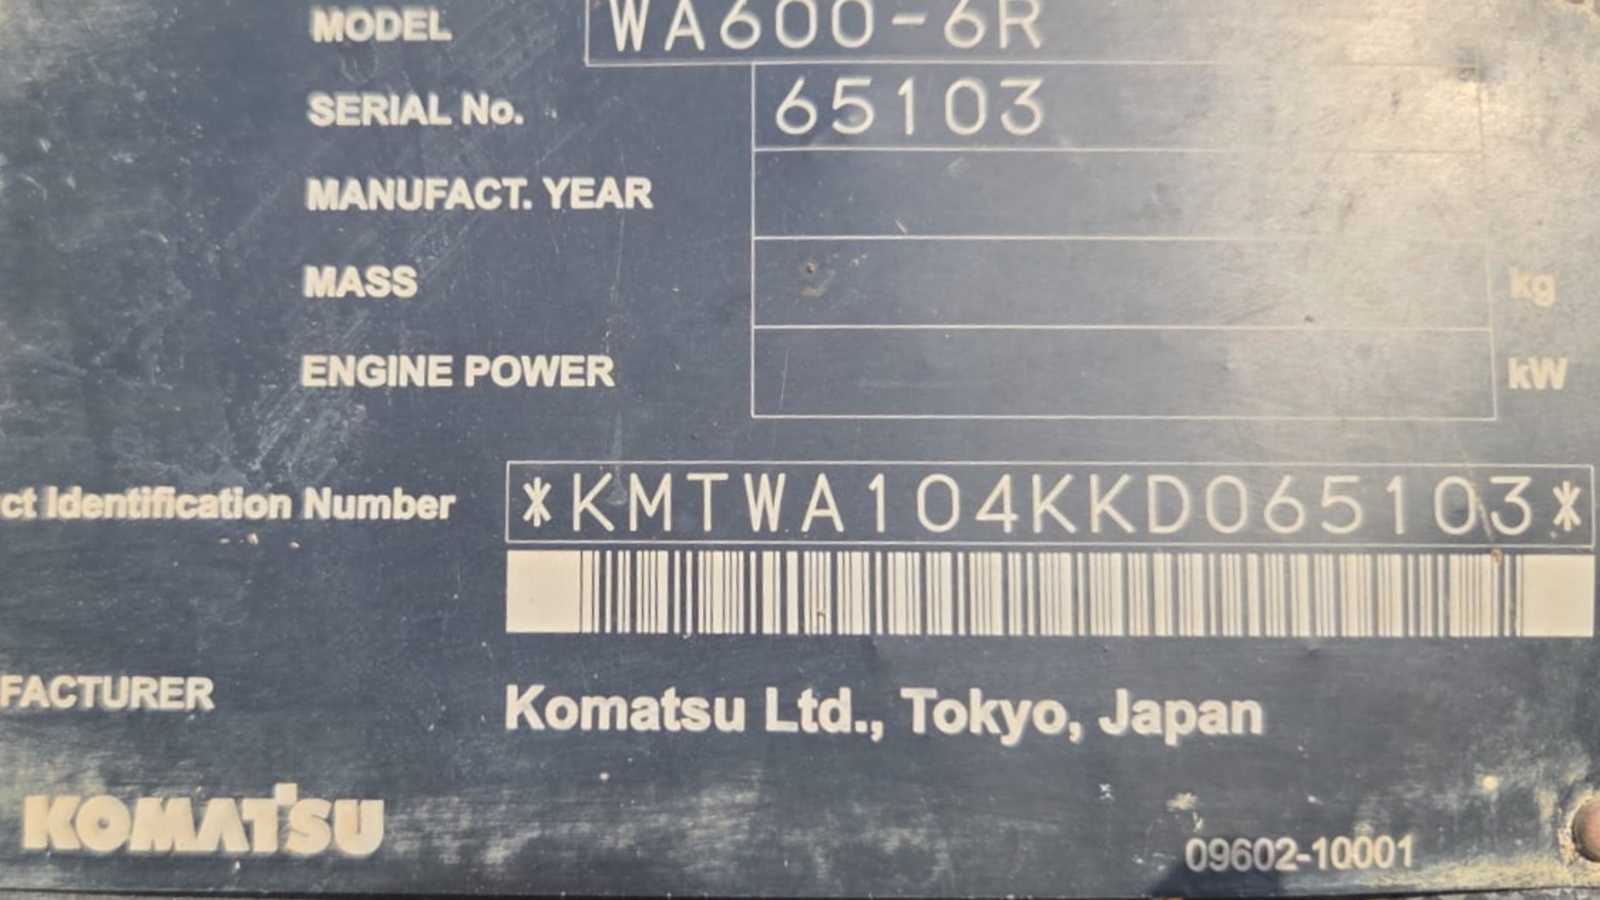 MODEL WA600-6R
SERIAL No. 65103
MANUFACT. YEAR
MASS kg
ENGINE POWER kW
ct Identification Number *KMTWA104KKD065103*
FACTURER Komatsu Ltd., Tokyo, Japan
KOMATSU
09602-10001